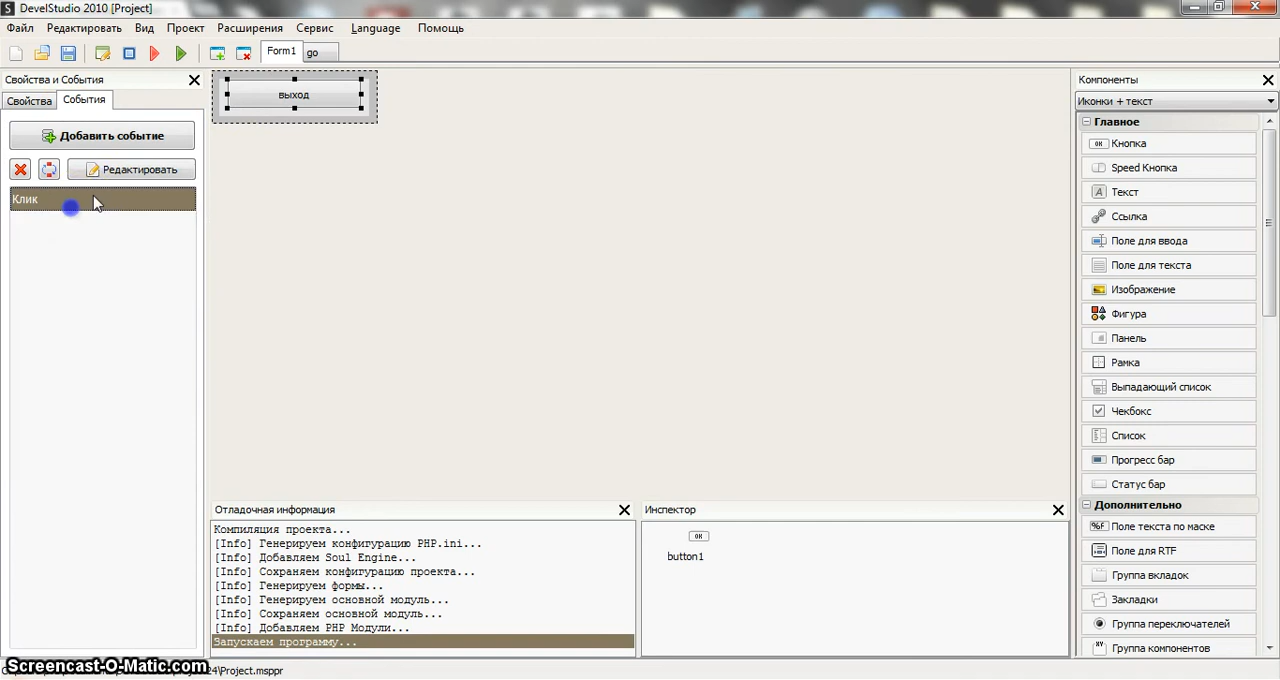 DevelStudio 2010 [Project]
Файл Редактировать Вид Проект Расширения Сервис Language Помощь
Form1 go
Свойства и События
Свойства События
Добавить событие
Редактировать
Клик
выход
Отладочная информация
Компиляция проекта...
[Info] Генерируем конфигурацию PHP.ini...
[Info] Добавляем Soul Engine...
[Info] Сохраняем конфигурацию проекта...
[Info] Генерируем формы...
[Info] Генерируем основной модуль...
[Info] Сохраняем основной модуль...
[Info] Добавляем PHP Модули...
Запускаем программу...
Инспектор
OK
button1
Компоненты
Иконки + текст
Главное
Кнопка
Speed Кнопка
Текст
Ссылка
Поле для ввода
Поле для текста
Изображение
Фигура
Панель
Рамка
Выпадающий список
Чекбокс
Список
Прогресс бар
Статус бар
Дополнительно
Поле текста по маске
Поле для RTF
Группа вкладок
Закладки
Группа переключателей
Группа компонентов
Screencast-O-Matic.com
24\Project.msppr